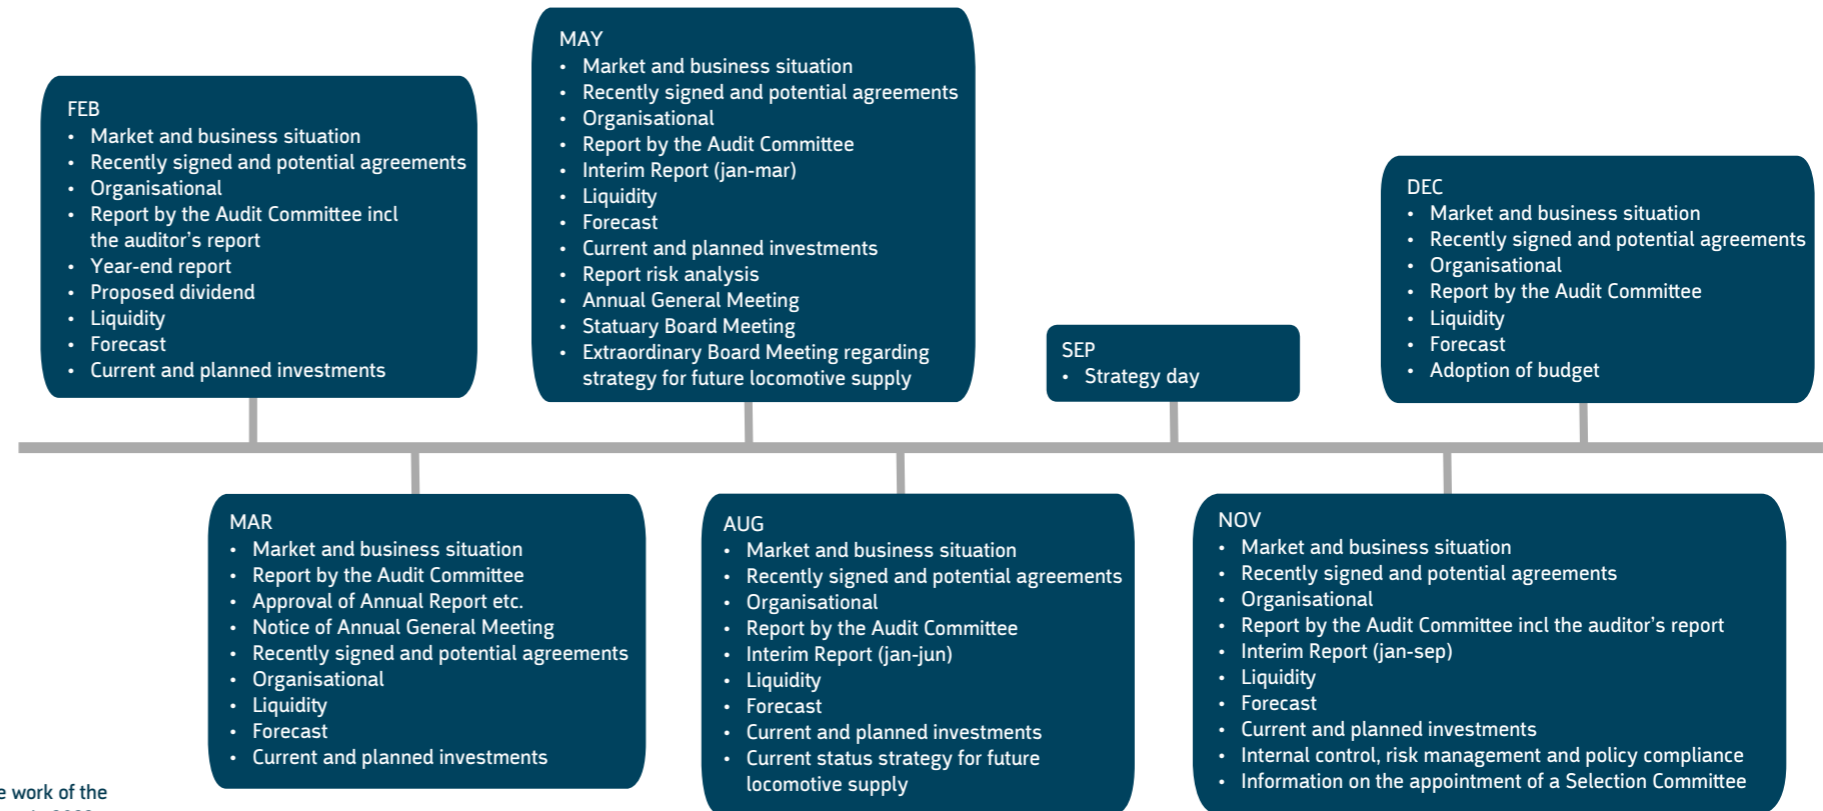 FEB
• Market and business situation
• Recently signed and potential agreements
• Organisational
• Report by the Audit Committee incl
the auditor's report
• Year-end report
• Proposed dividend
• Liquidity
• Forecast
• Current and planned investments
MAY
• Market and business situation
• Recently signed and potential agreements
• Organisational
• Report by the Audit Committee
• Interim Report (jan-mar)
• Liquidity
• Forecast
• Current and planned investments
• Report risk analysis
• Annual General Meeting
• Statuary Board Meeting
• Extraordinary Board Meeting regarding
strategy for future locomotive supply
SEP
• Strategy day
DEC
• Market and business situation
• Recently signed and potential agreements
• Organisational
• Report by the Audit Committee
• Liquidity
• Forecast
• Adoption of budget
MAR
• Market and business situation
• Report by the Audit Committee
• Approval of Annual Report etc.
• Notice of Annual General Meeting
• Recently signed and potential agreements
• Organisational
• Liquidity
• Forecast
• Current and planned investments
AUG
• Market and business situation
• Recently signed and potential agreements
• Organisational
• Report by the Audit Committee
• Interim Report (jan-jun)
• Liquidity
• Forecast
• Current and planned investments
• Current status strategy for future
locomotive supply
NOV
• Market and business situation
• Recently signed and potential agreements
• Organisational
• Report by the Audit Committee incl the auditor's report
• Interim Report (jan-sep)
• Liquidity
• Forecast
• Current and planned investments
• Internal control, risk management and policy compliance
• Information on the appointment of a Selection Committee
work of the